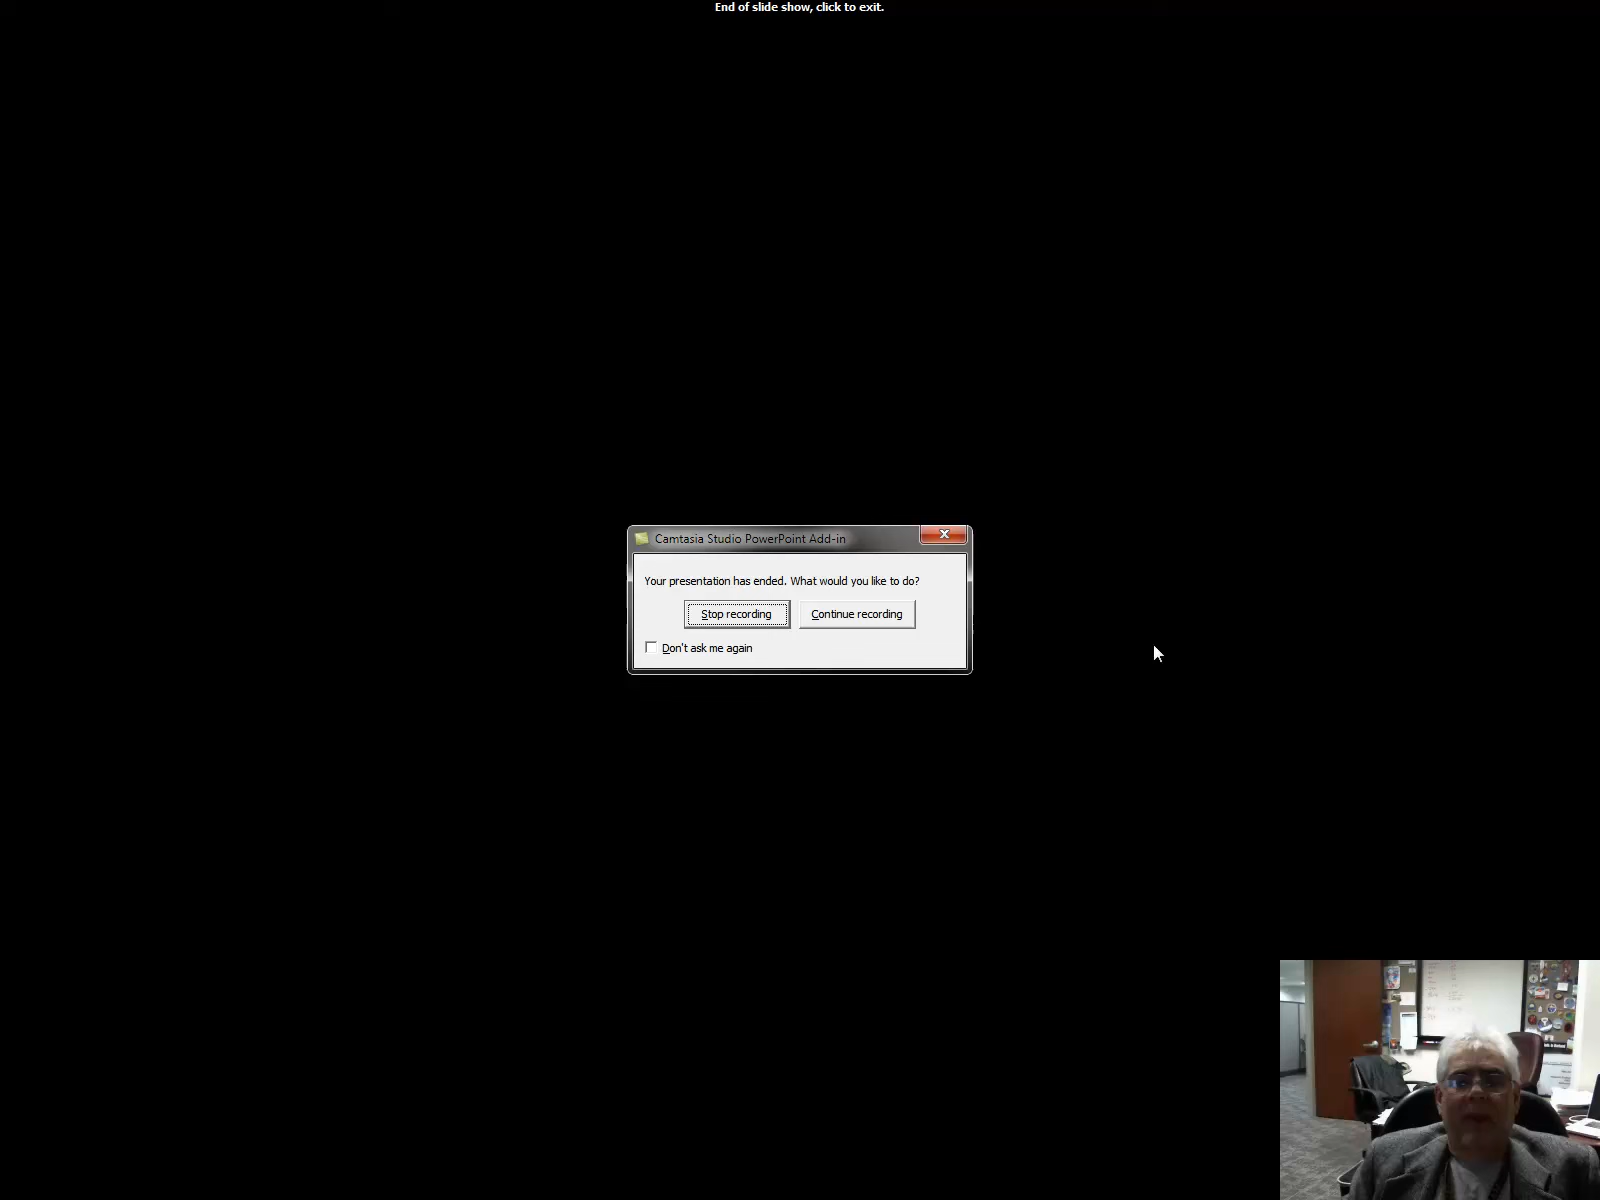 End of slide show, click to exit.
Camtasia Studio PowerPoint Add-in
Your presentation has ended. What would you like to do?
Stop recording
Continue recording
Don't ask me again